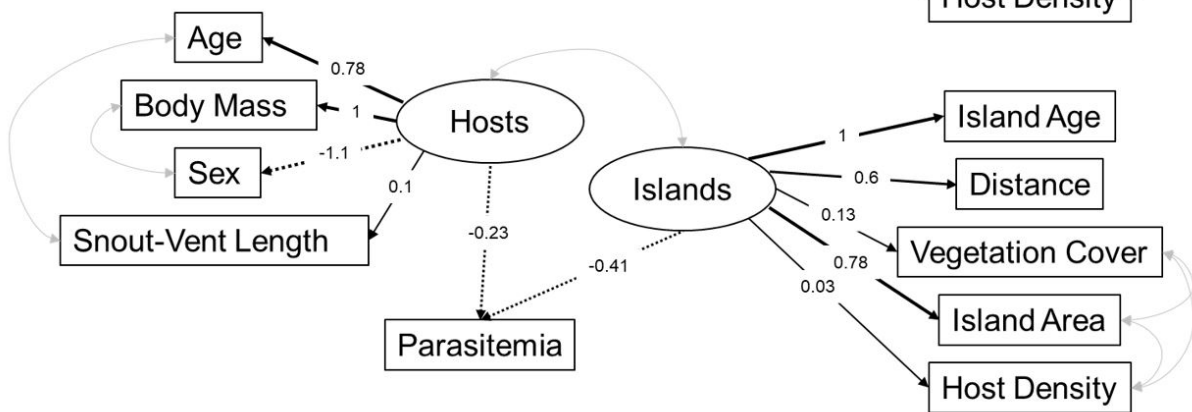 Host Density
Age
0.78
Body Mass
1
Hosts
Sex
-1.1
0.1
Snout-Vent Length
-0.23
Parasitemia
Islands
-0.41
1
Island Age
0.6
Distance
0.13
Vegetation Cover
0.78
Island Area
0.03
Host Density